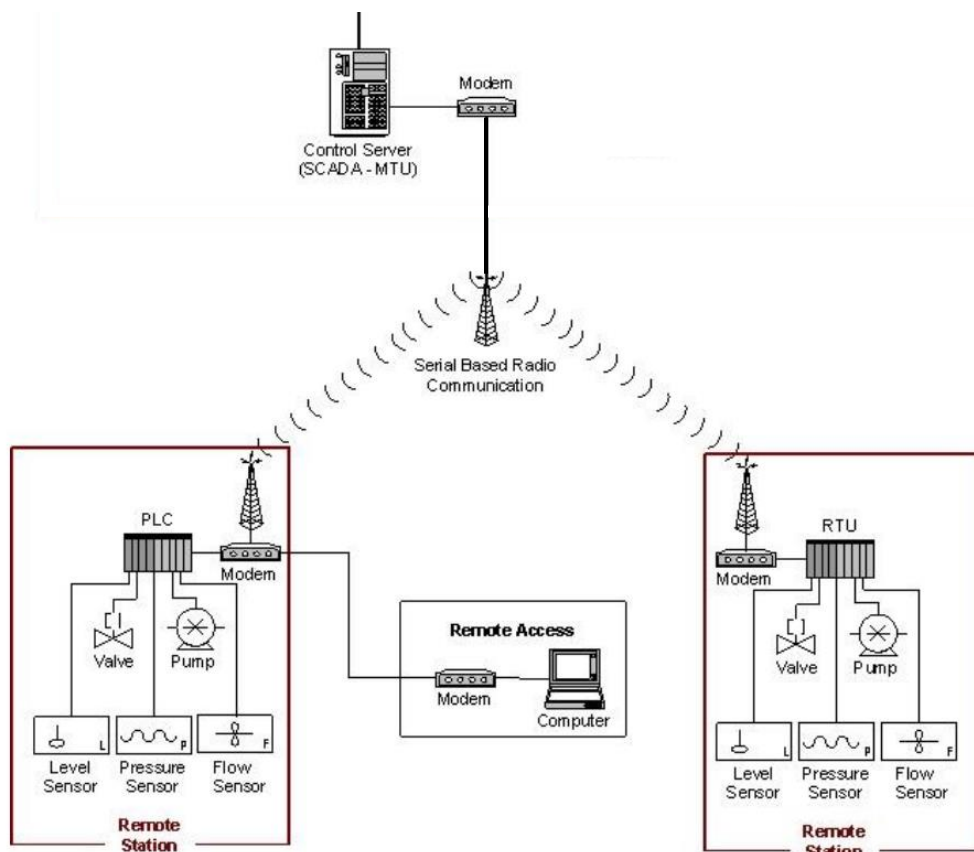 Modem
Control Server
(SCADA - MTU)
Serial Based Radio
Communication
PLC
Modem
Valve
Pump
L
P
F
Level
Sensor
Pressure
Sensor
Flow
Sensor
Remote
Station
Remote Access
Modem
Computer
RTU
Modem
Valve
Pump
L
P
F
Level
Sensor
Pressure
Sensor
Flow
Sensor
Remote
Station